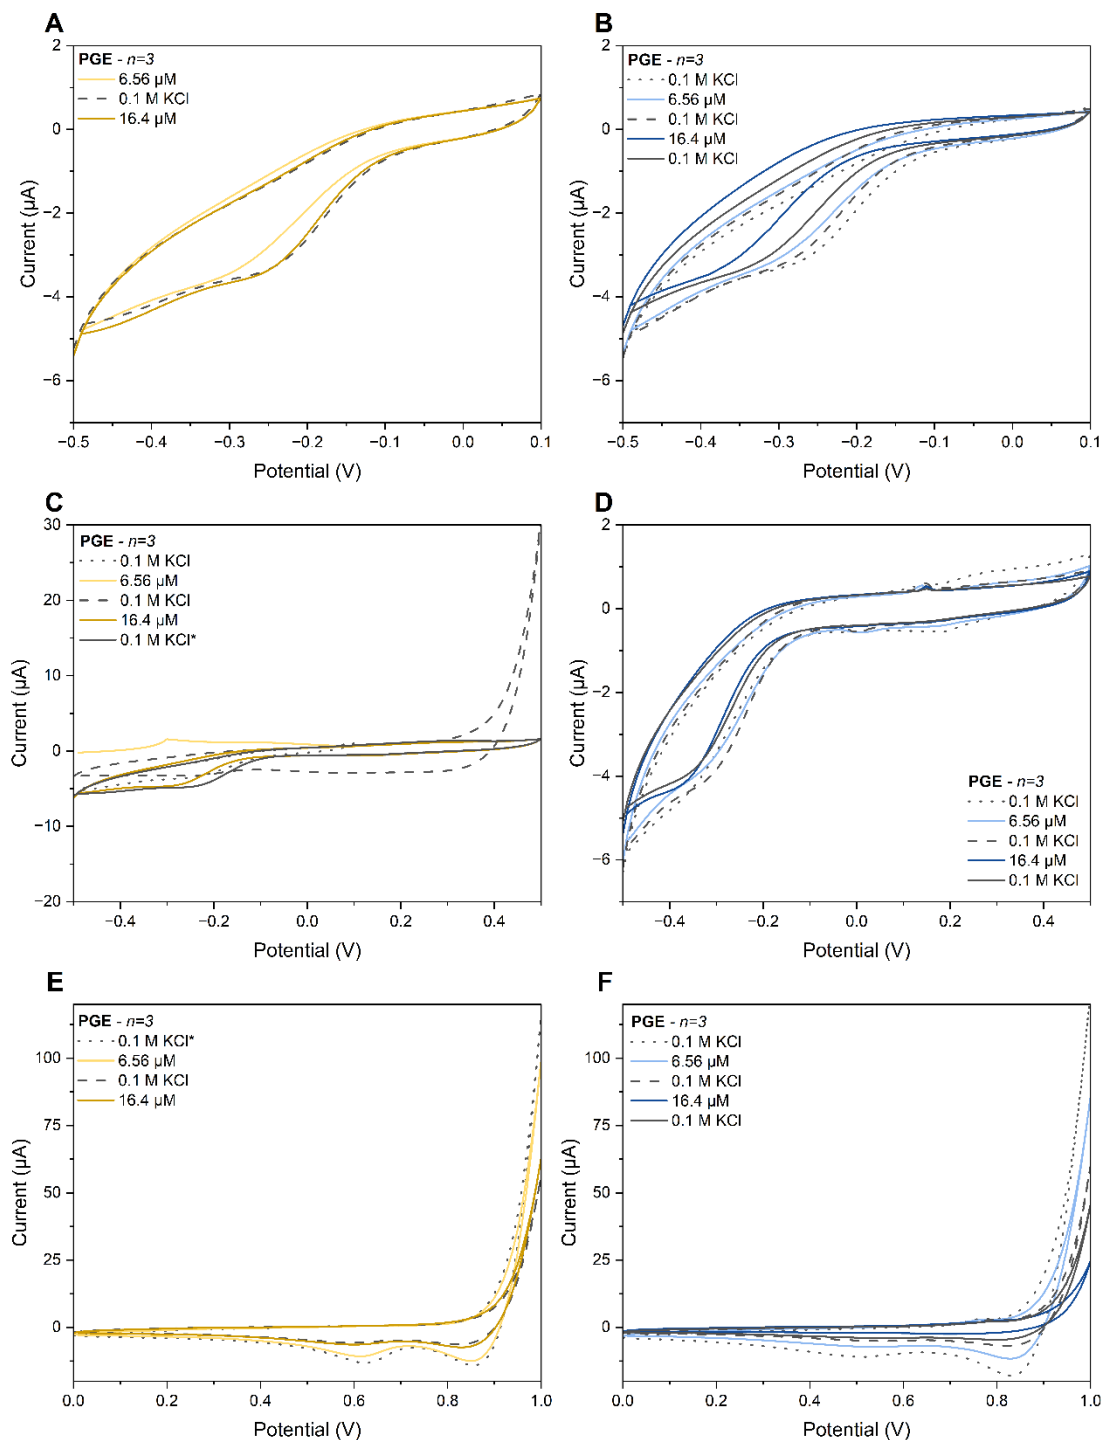 A
PGE - n=3
6.56 µM
0.1 M KCl
16.4 µM
2
0
−2
−4
−6
Current (µA)
−0.5 −0.4 −0.3 −0.2 −0.1 0.0 0.1
Potential (V)
B
PGE - n=3
0.1 M KCl
6.56 µM
0.1 M KCl
16.4 µM
0.1 M KCl
2
0
−2
−4
−6
Current (µA)
−0.5 −0.4 −0.3 −0.2 −0.1 0.0 0.1
Potential (V)
C
PGE - n=3
0.1 M KCl
6.56 µM
0.1 M KCl
16.4 µM
0.1 M KCl*
30
20
10
0
−10
−20
Current (µA)
−0.4 −0.2 0.0 0.2 0.4
Potential (V)
D
2
0
−2
−4
−6
Current (µA)
PGE - n=3
0.1 M KCl
6.56 µM
0.1 M KCl
16.4 µM
0.1 M KCl
−0.4 −0.2 0.0 0.2 0.4
Potential (V)
E
PGE - n=3
0.1 M KCl*
6.56 µM
0.1 M KCl
16.4 µM
100
75
50
25
0
Current (µA)
0.0 0.2 0.4 0.6 0.8 1.0
Potential (V)
F
PGE - n=3
0.1 M KCl
6.56 µM
0.1 M KCl
16.4 µM
0.1 M KCl
100
75
50
25
0
Current (µA)
0.0 0.2 0.4 0.6 0.8 1.0
Potential (V)